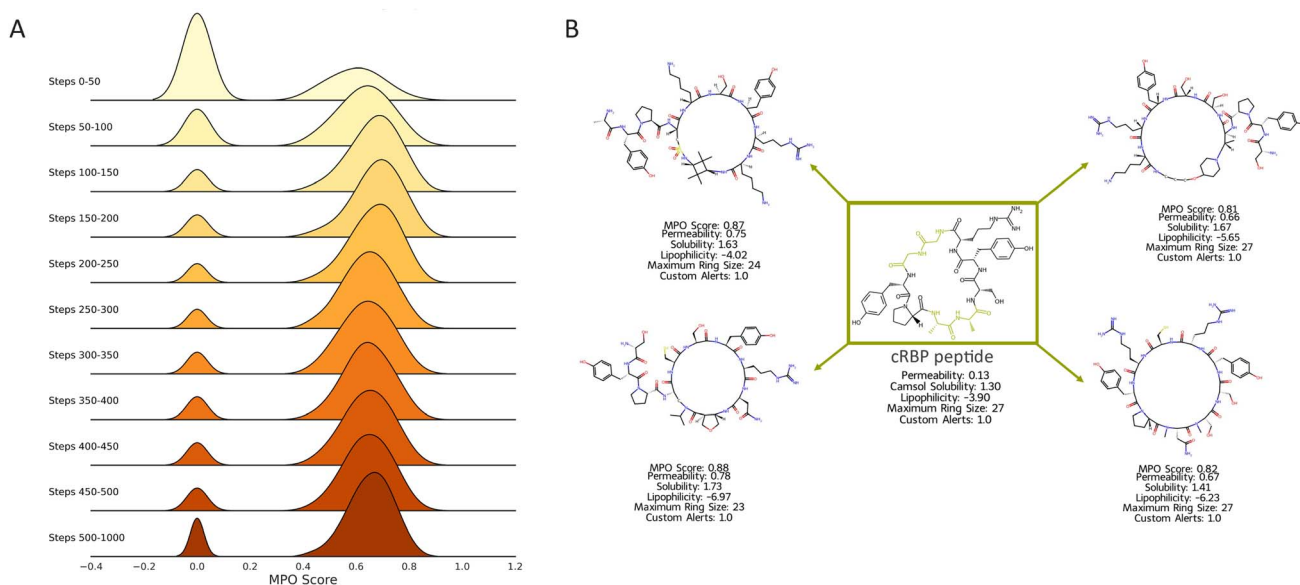 A
Steps 0-50
Steps 50-100
Steps 100-150
Steps 150-200
Steps 200-250
Steps 250-300
Steps 300-350
Steps 350-400
Steps 400-450
Steps 450-500
Steps 500-1000
−0.4 −0.2 0.0 0.2 0.4 0.6 0.8 1.0 1.2
MPO Score
B
MPO Score: 0.87
Permeability: 0.75
Solubility: 1.63
Lipophilicity: −4.02
Maximum Ring Size: 24
Custom Alerts: 1.0
MPO Score: 0.81
Permeability: 0.66
Solubility: 1.67
Lipophilicity: −5.65
Maximum Ring Size: 27
Custom Alerts: 1.0
cRBP peptide
Permeability: 0.13
Camsol Solubility: 1.30
Lipophilicity: −3.90
Maximum Ring Size: 27
Custom Alerts: 1.0
MPO Score: 0.88
Permeability: 0.78
Solubility: 1.73
Lipophilicity: −6.97
Maximum Ring Size: 23
Custom Alerts: 1.0
MPO Score: 0.82
Permeability: 0.67
Solubility: 1.41
Lipophilicity: −6.23
Maximum Ring Size: 27
Custom Alerts: 1.0